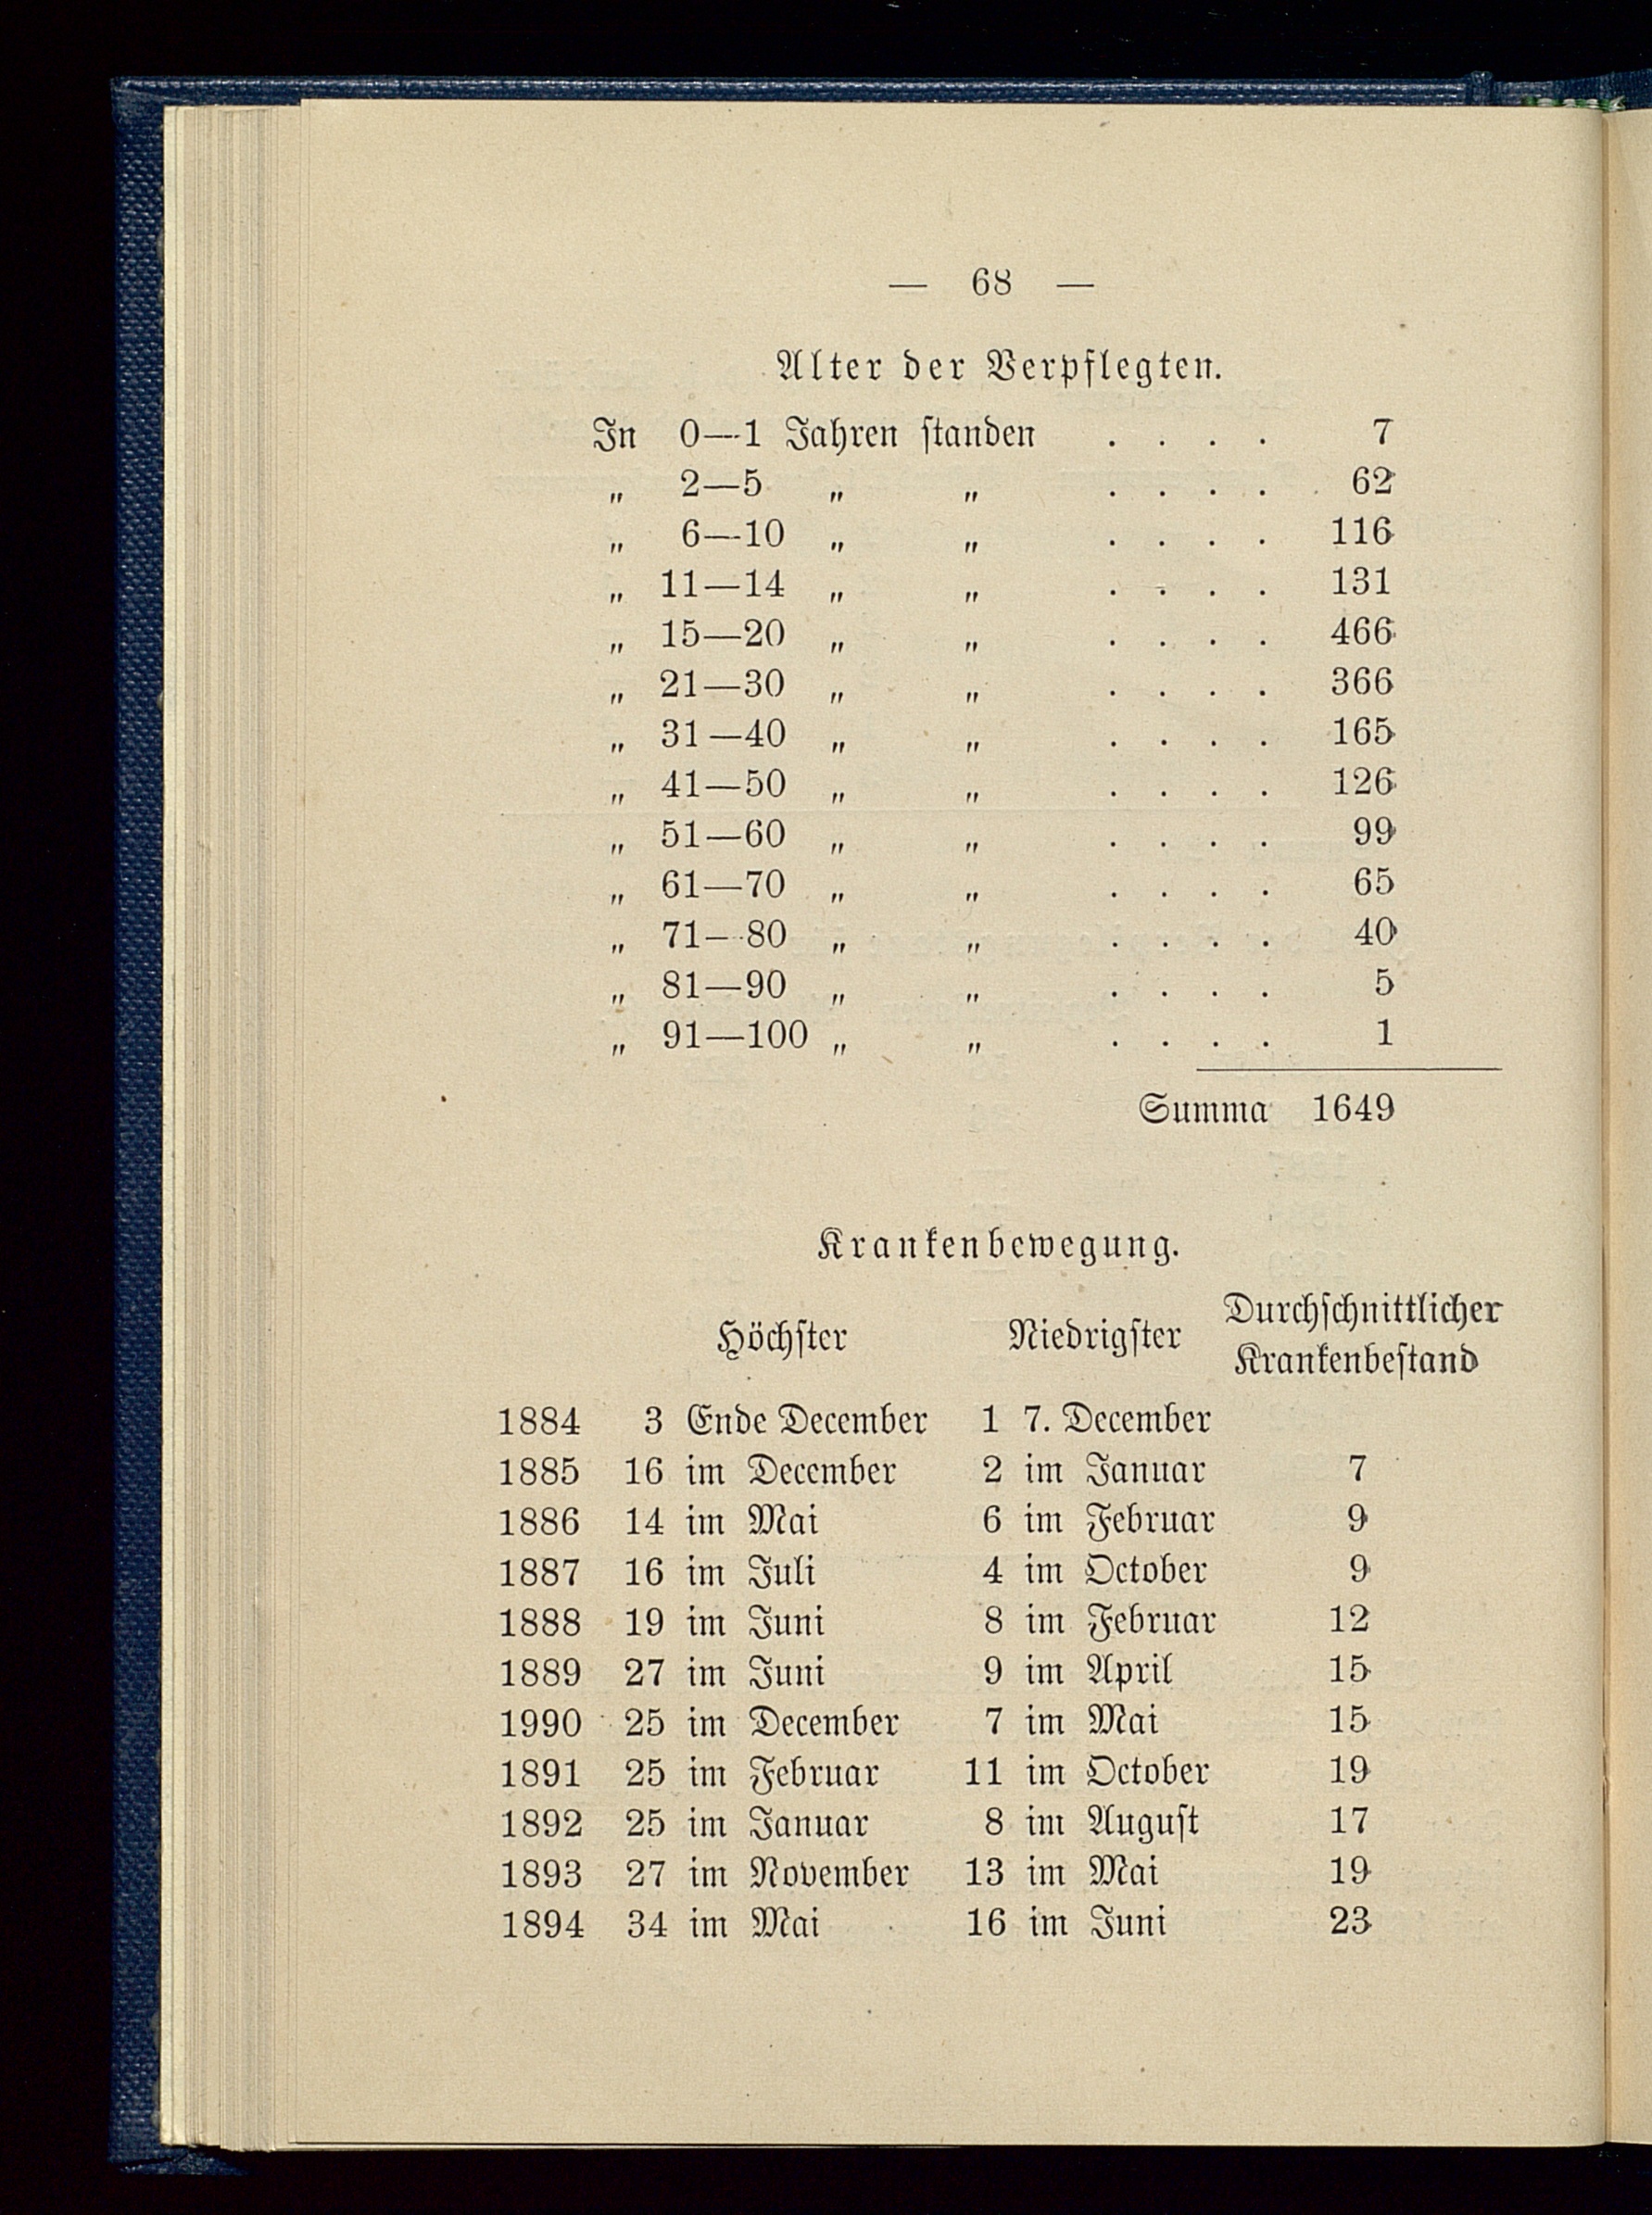 — 68 —
Alter der Verpflegten.
In 0—1 Jahren standen . . . . 7
„ 2—5 „ „ . . . . 62
„ 6—10 „ „ . . . . 116
„ 11—14 „ „ . . . . 131
„ 15—20 „ „ . . . . 466
„ 21—30 „ „ . . . . 366
„ 31—40 „ „ . . . . 165
„ 41—50 „ „ . . . . 126
„ 51—60 „ „ . . . . 99
„ 61—70 „ „ . . . . 65
„ 71—80 „ „ . . . . 40
„ 81—90 „ „ . . . . 5
„ 91—100 „ „ . . . . 1
Summa 1649
Krankenbewegung.
Höchster Niedrigster Durchschnittlicher
Krankenbestand
1884 3 Ende December 1 7. December
1885 16 im December 2 im Januar 7
1886 14 im Mai 6 im Februar 9
1887 16 im Juli 4 im October 9
1888 19 im Juni 8 im Februar 12
1889 27 im Juni 9 im April 15
1990 25 im December 7 im Mai 15
1891 25 im Februar 11 im October 19
1892 25 im Januar 8 im August 17
1893 27 im November 13 im Mai 19
1894 34 im Mai 16 im Juni 23